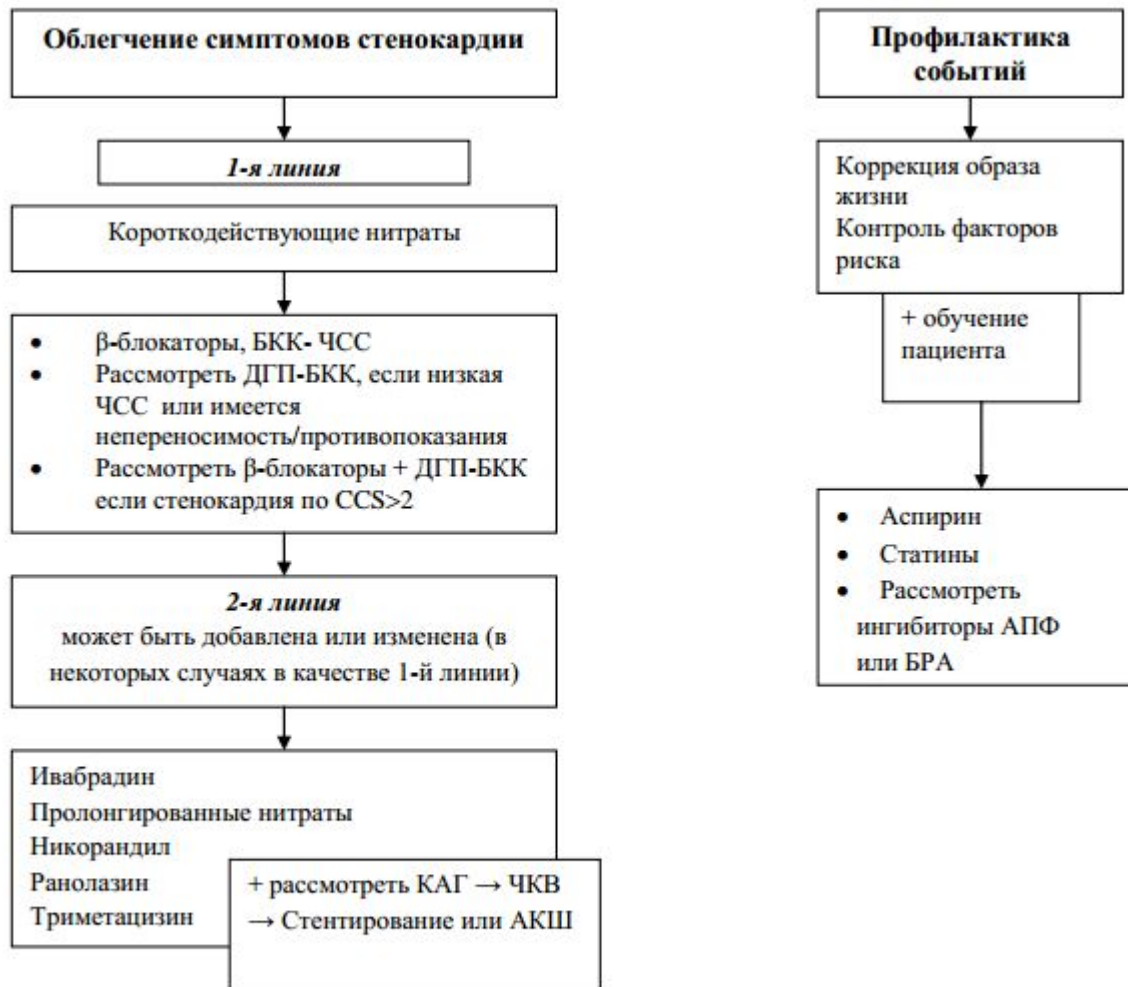 Облегчение симптомов стенокардии
1-я линия
Короткодействующие нитраты
• β-блокаторы, БКК- ЧСС
• Рассмотреть ДГП-БКК, если низкая
ЧСС или имеется
непереносимость/противопоказания
• Рассмотреть β-блокаторы + ДГП-БКК
если стенокардия по CCS>2
2-я линия
может быть добавлена или изменена (в
некоторых случаях в качестве 1-й линии)
Ивабрадин
Пролонгированные нитраты
Никорандил
Ранолазин
Триметацизин
+ рассмотреть КАГ → ЧКВ
→ Стентирование или АКШ
Профилактика
событий
Коррекция образа
жизни
Контроль факторов
риска
+ обучение
пациента
• Аспирин
• Статины
• Рассмотреть
ингибиторы АПФ
или БРА